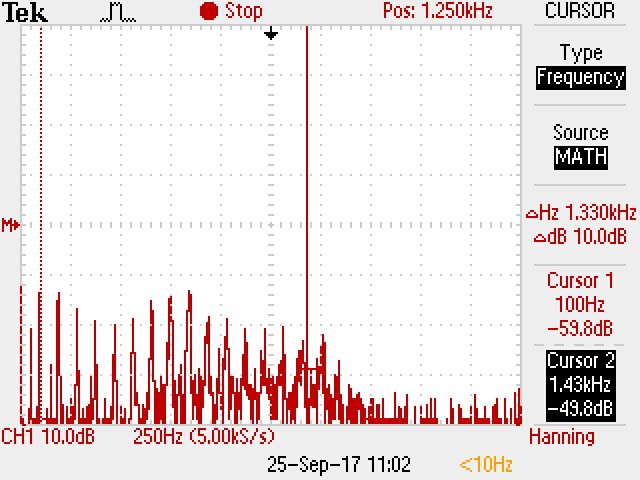 Tek Stop Pos: 1.250kHz CURSOR
Type
Frequency
Source
MATH
△Hz 1.330kHz
△dB 10.0dB
M
Cursor 1
100Hz
-59.8dB
Cursor 2
1.43kHz
-49.8dB
CH1 10.0dB 250Hz (5.00kS/s) Hanning
25-Sep-17 11:02 <10Hz